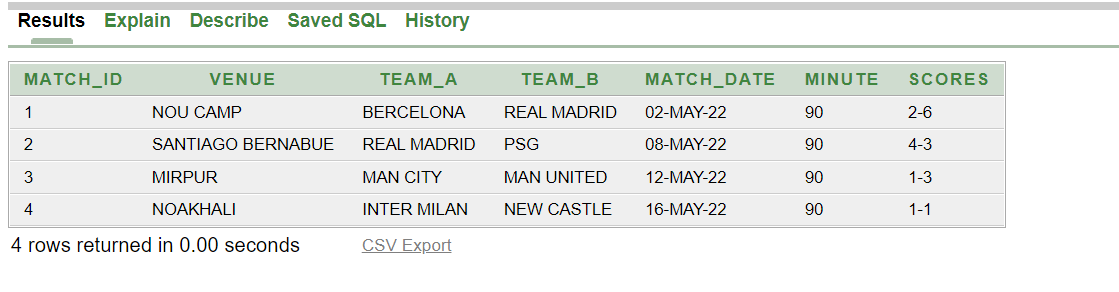 Results Explain Describe Saved SQL History
MATCH_ID VENUE TEAM_A TEAM_B MATCH_DATE MINUTE SCORES
1 NOU CAMP BERCELONA REAL MADRID 02-MAY-22 90 2-6
2 SANTIAGO BERNABUE REAL MADRID PSG 08-MAY-22 90 4-3
3 MIRPUR MAN CITY MAN UNITED 12-MAY-22 90 1-3
4 NOAKHALI INTER MILAN NEW CASTLE 16-MAY-22 90 1-1
4 rows returned in 0.00 seconds CSV Export